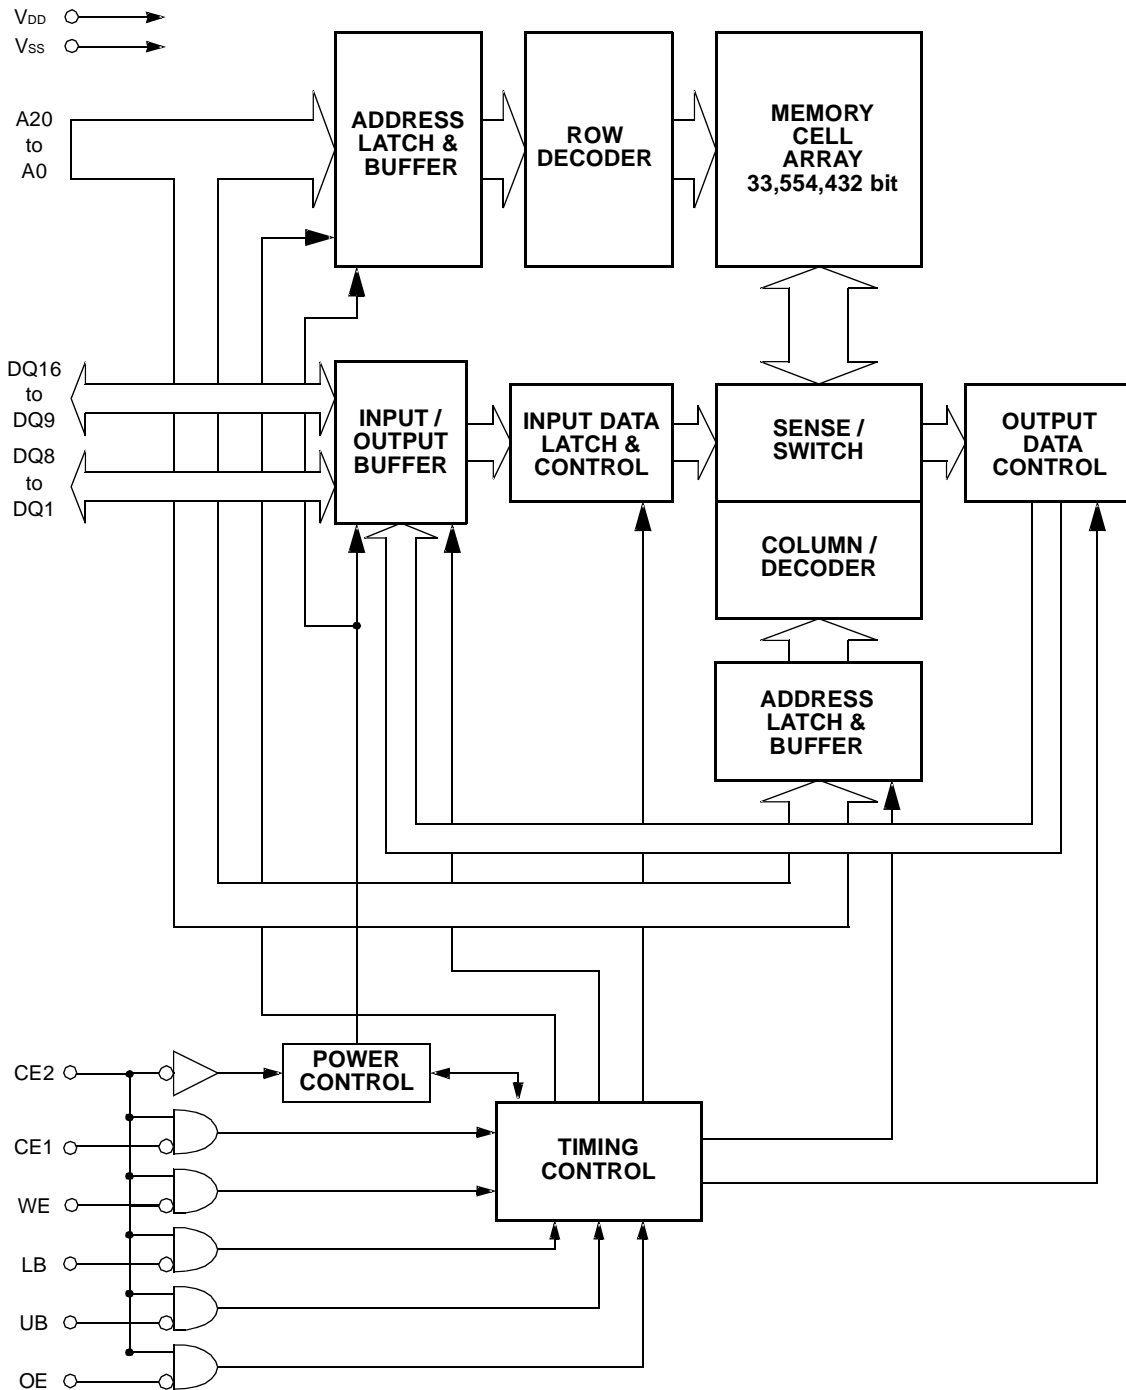 VDD
VSS
A20
to
A0
ADDRESS
LATCH &
BUFFER
ROW
DECODER
MEMORY
CELL
ARRAY
33,554,432 bit
DQ16
to
DQ9
DQ8
to
DQ1
INPUT /
OUTPUT
BUFFER
INPUT DATA
LATCH &
CONTROL
SENSE /
SWITCH
OUTPUT
DATA
CONTROL
COLUMN /
DECODER
ADDRESS
LATCH &
BUFFER
CE2
POWER
CONTROL
CE1
TIMING
CONTROL
WE
LB
UB
OE